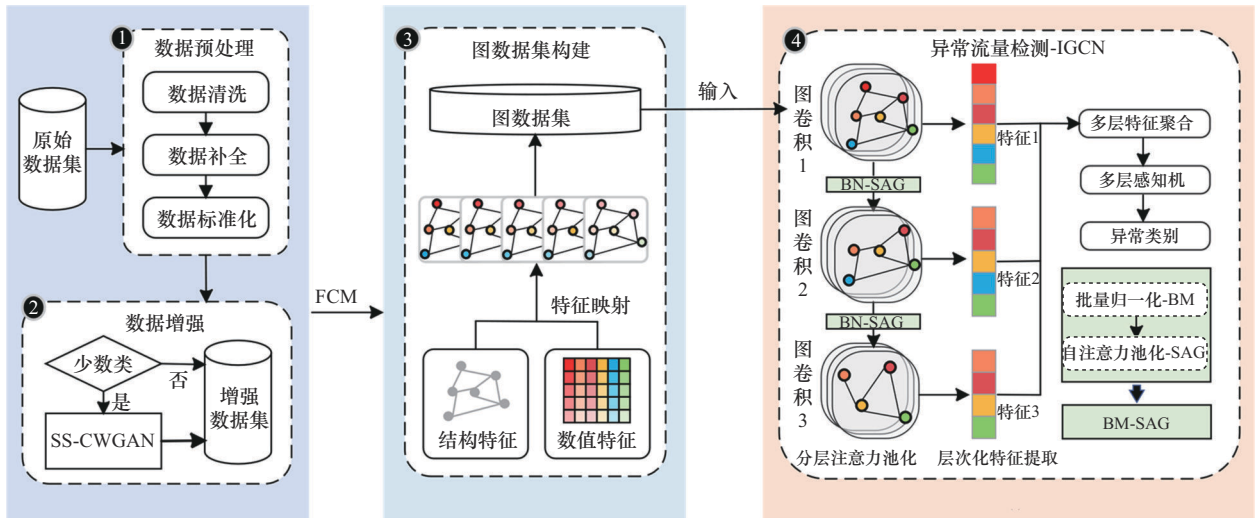 1
数据预处理
原始
数据集
数据清洗
数据补全
数据标准化
2
数据增强
少数类
否
是
SS-CWGAN
增强
数据集
FCM
3
图数据集构建
图数据集
特征映射
结构特征
数值特征
输入
4
异常流量检测-IGCN
图卷积1
BN-SAG
图卷积2
BN-SAG
图卷积3
分层注意力池化
特征1
特征2
特征3
层次化特征提取
多层特征聚合
多层感知机
异常类别
批量归一化-BM
自注意力池化-SAG
BM-SAG